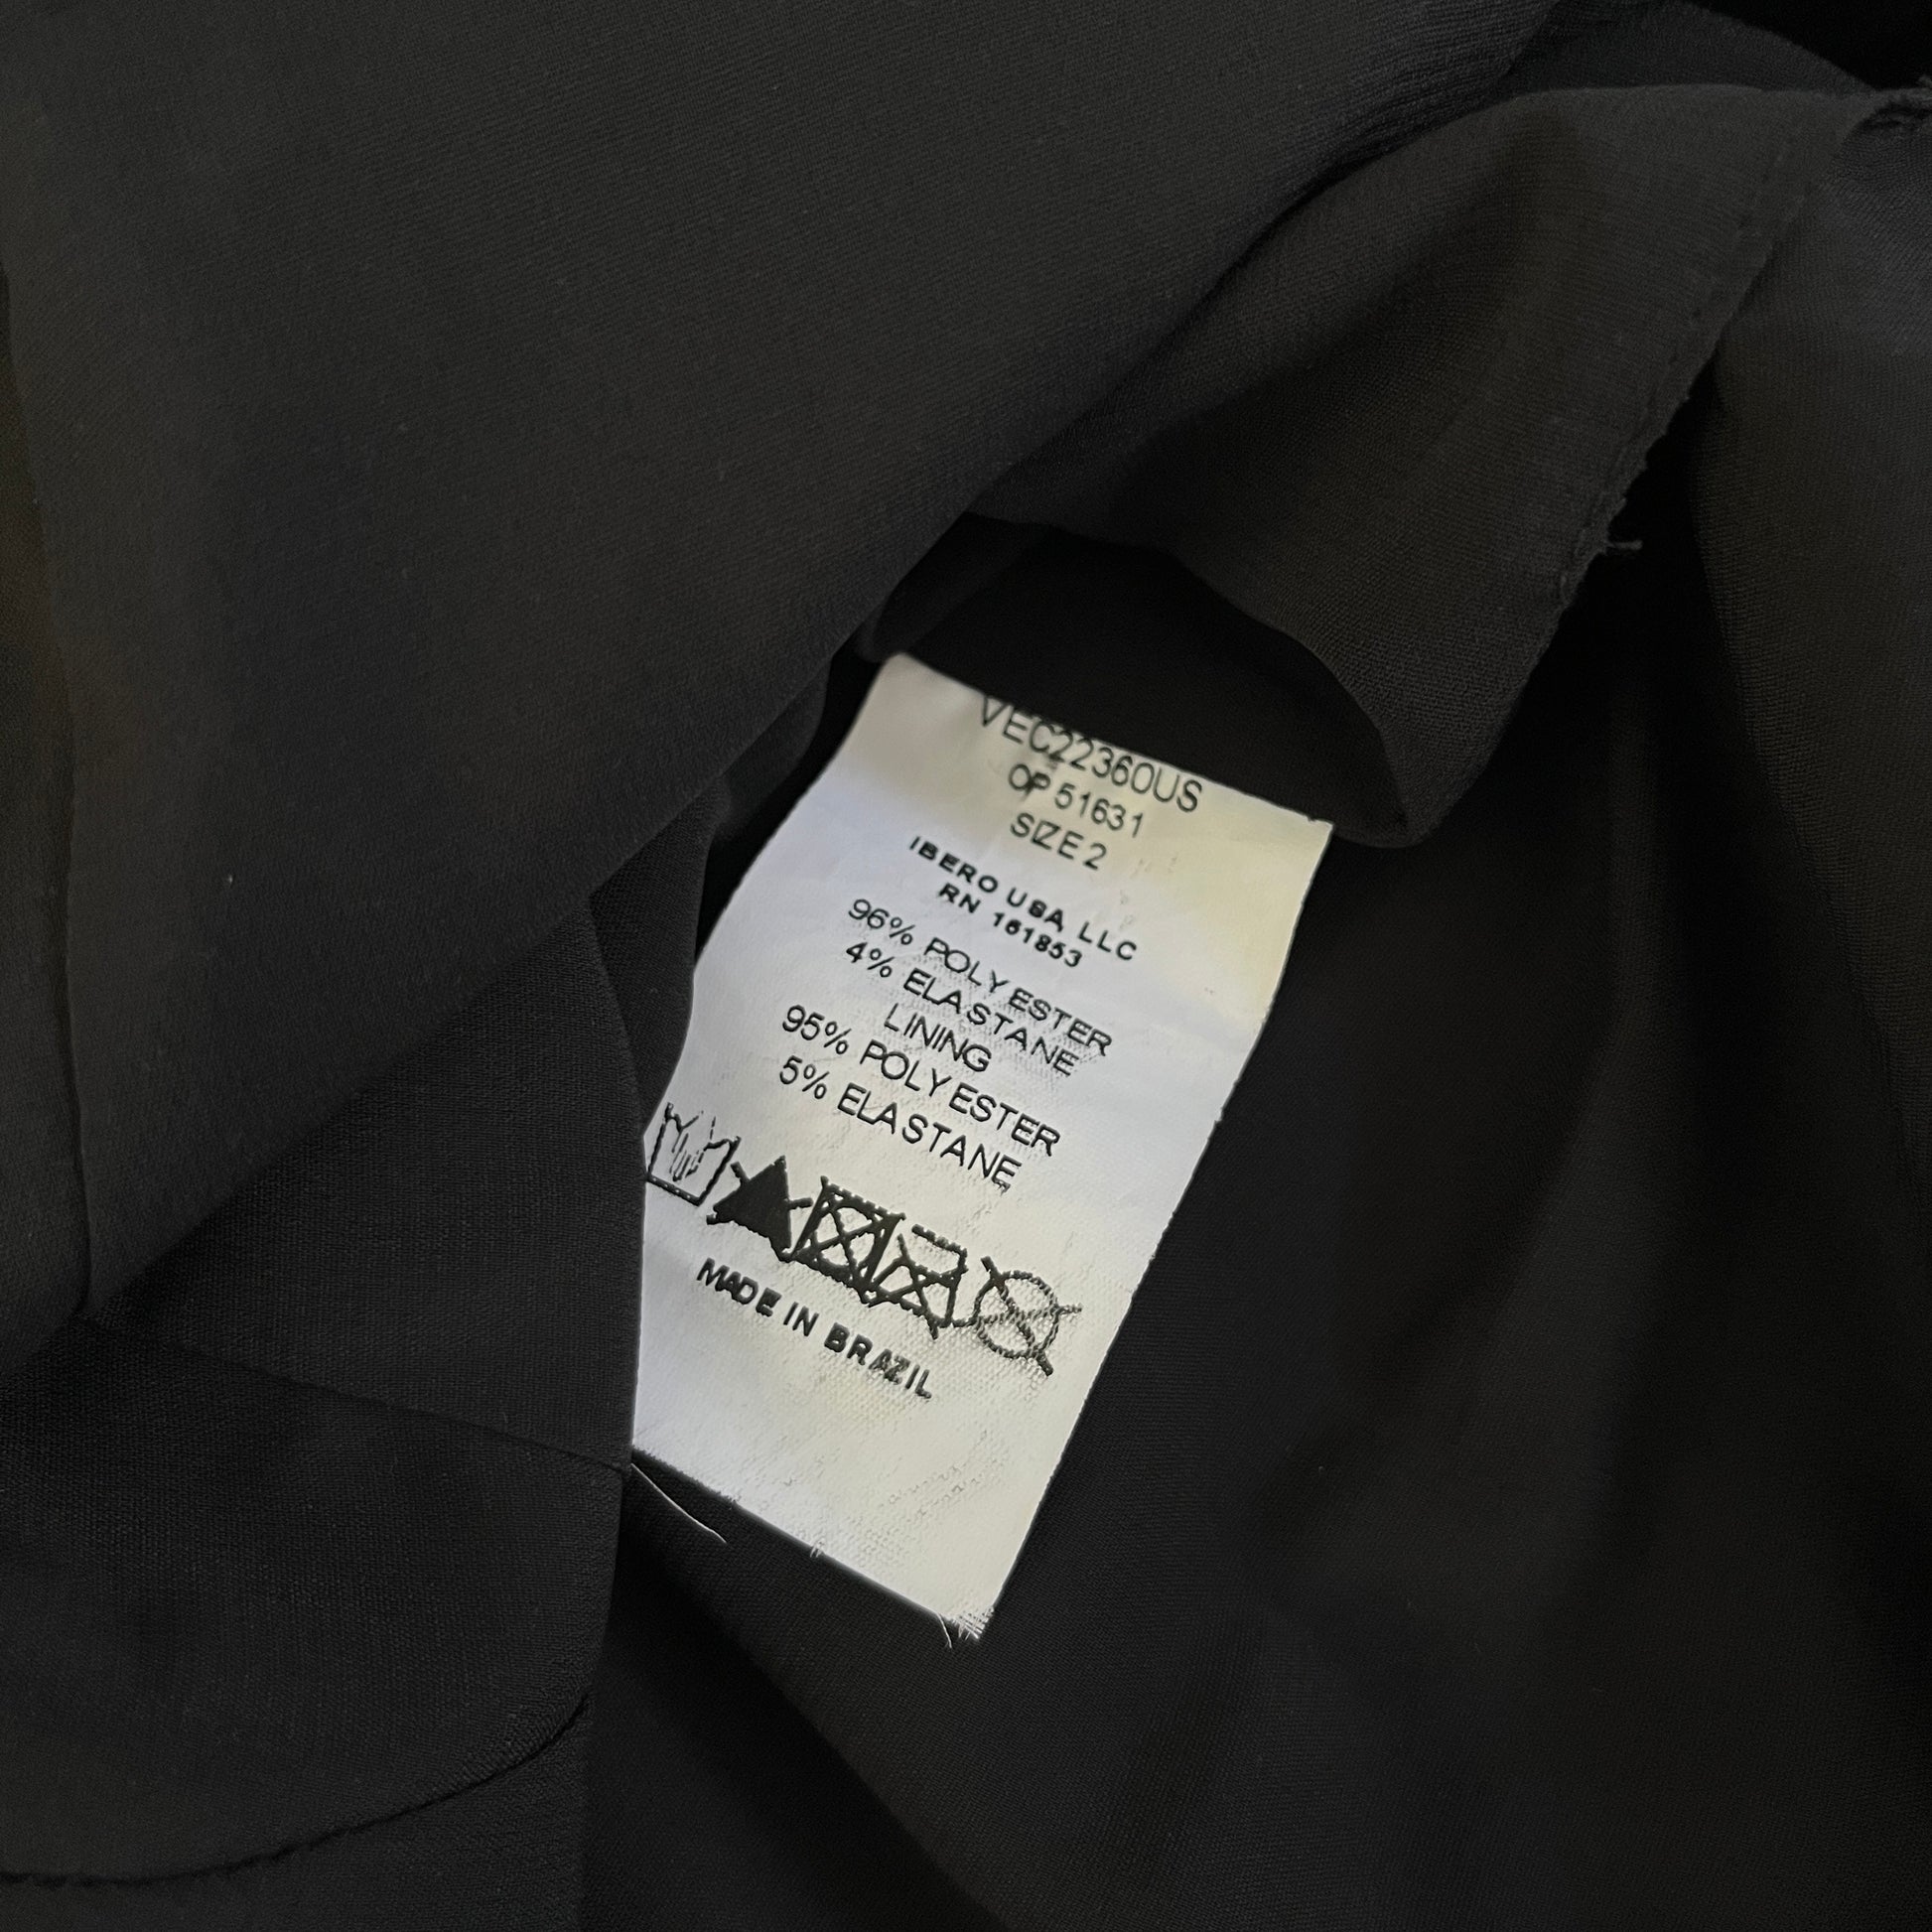 VEC22360US
OP 51631
SIZE 2
IBERO USA, LLC
RN 161853
96% POLYESTER
4% ELASTANE
LINING
95% POLYESTER
5% ELASTANE
MADE IN BRAZIL